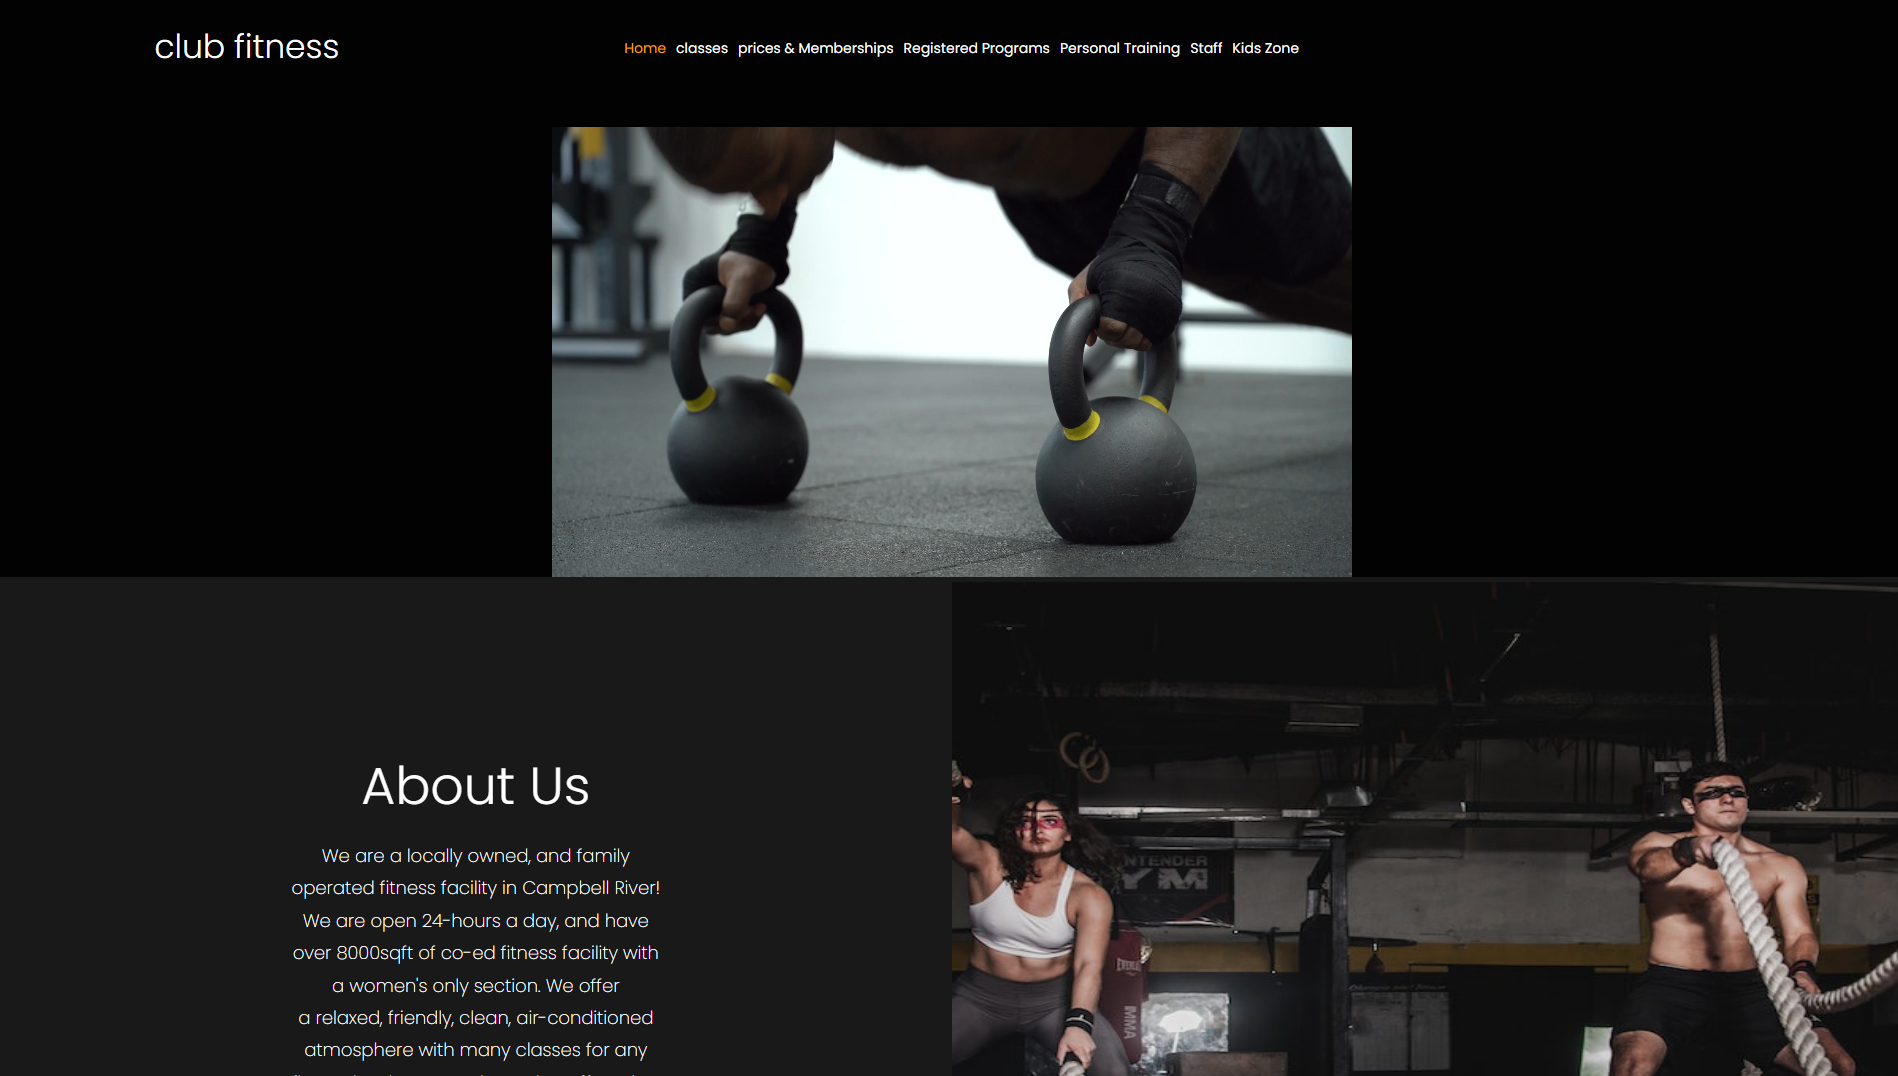 club fitness
Home classes prices & Memberships Registered Programs Personal Training Staff Kids Zone
About Us
We are a locally owned, and family
operated fitness facility in Campbell River!
We are open 24-hours a day, and have
over 8000sqft of co-ed fitness facility with
a women's only section. We offer
a relaxed, friendly, clean, air-conditioned
atmosphere with many classes for any
NTENDER
YM
EVERLAS
MMA